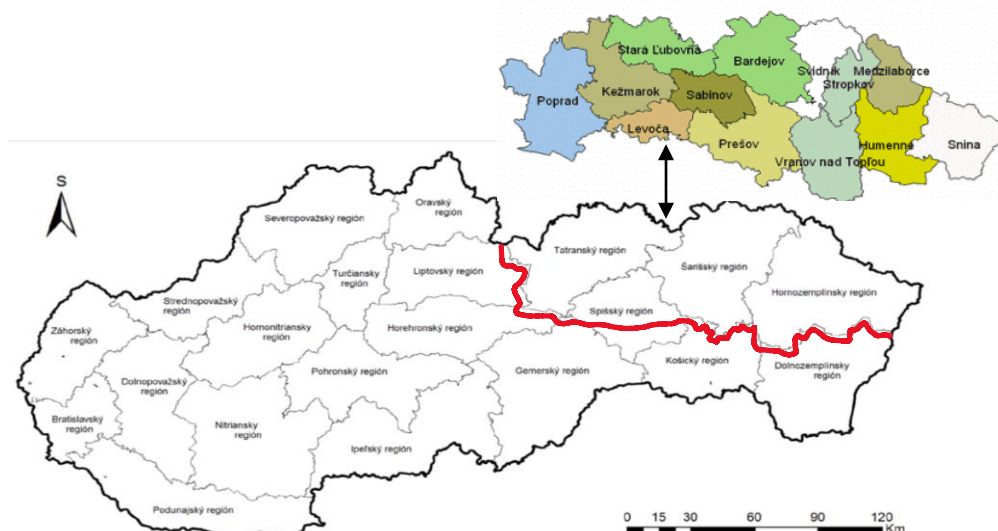 Stará Ľubovňa
Bardejov
Svidník
Medzilaborce
Stropkov
Poprad
Kežmarok
Sabinov
Levoča
Prešov
Humenné
Snina
Vranov nad Topľou
S
Oravský
región
Severopovažský región
Tatranský región
Turčiansky
región
Liptovský región
Šarišský región
Hornozemplínsky región
Strednopovažský
región
Spišský región
Záhorský
región
Hornonitriansky
región
Horehronský región
Košický región
Dolnozemplínsky
región
Pohronský región
Gemerský región
Dolnopovažský
región
Bratislavský
región
Nitriansky
región
Ipeľský región
Podunajský región
0 15 30 60 90 120
Km